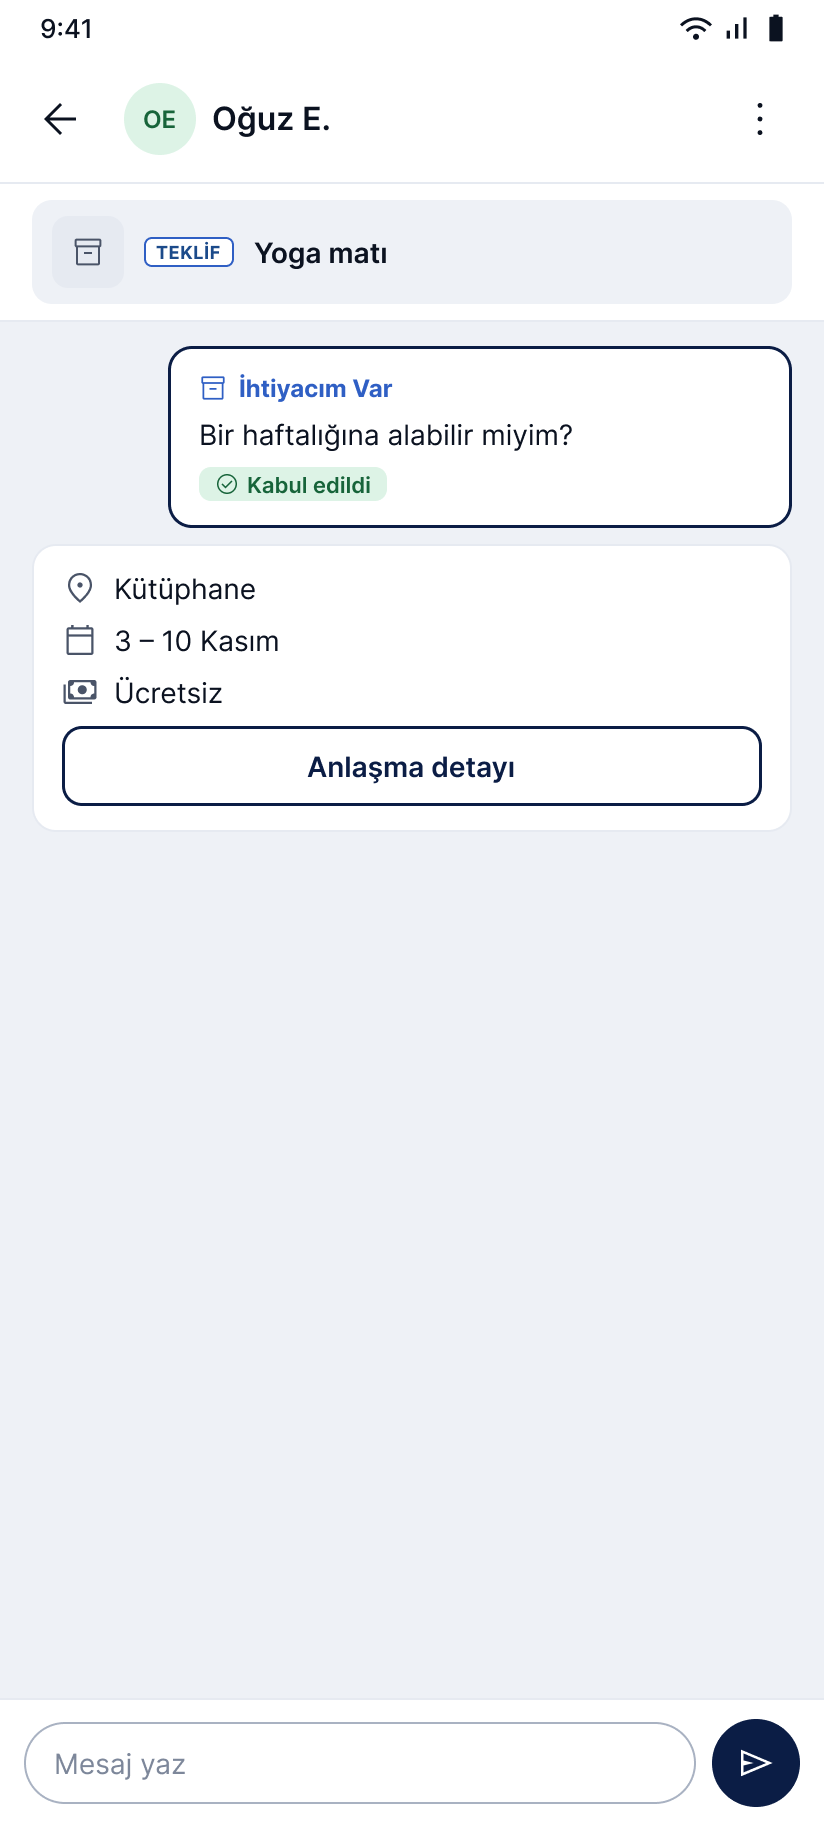 9:41
OE
Oğuz E.
TEKLİF
Yoga matı
İhtiyacım Var
Bir haftalığına alabilir miyim?
Kabul edildi
Kütüphane
3 – 10 Kasım
Ücretsiz
Anlaşma detayı
Mesaj yaz